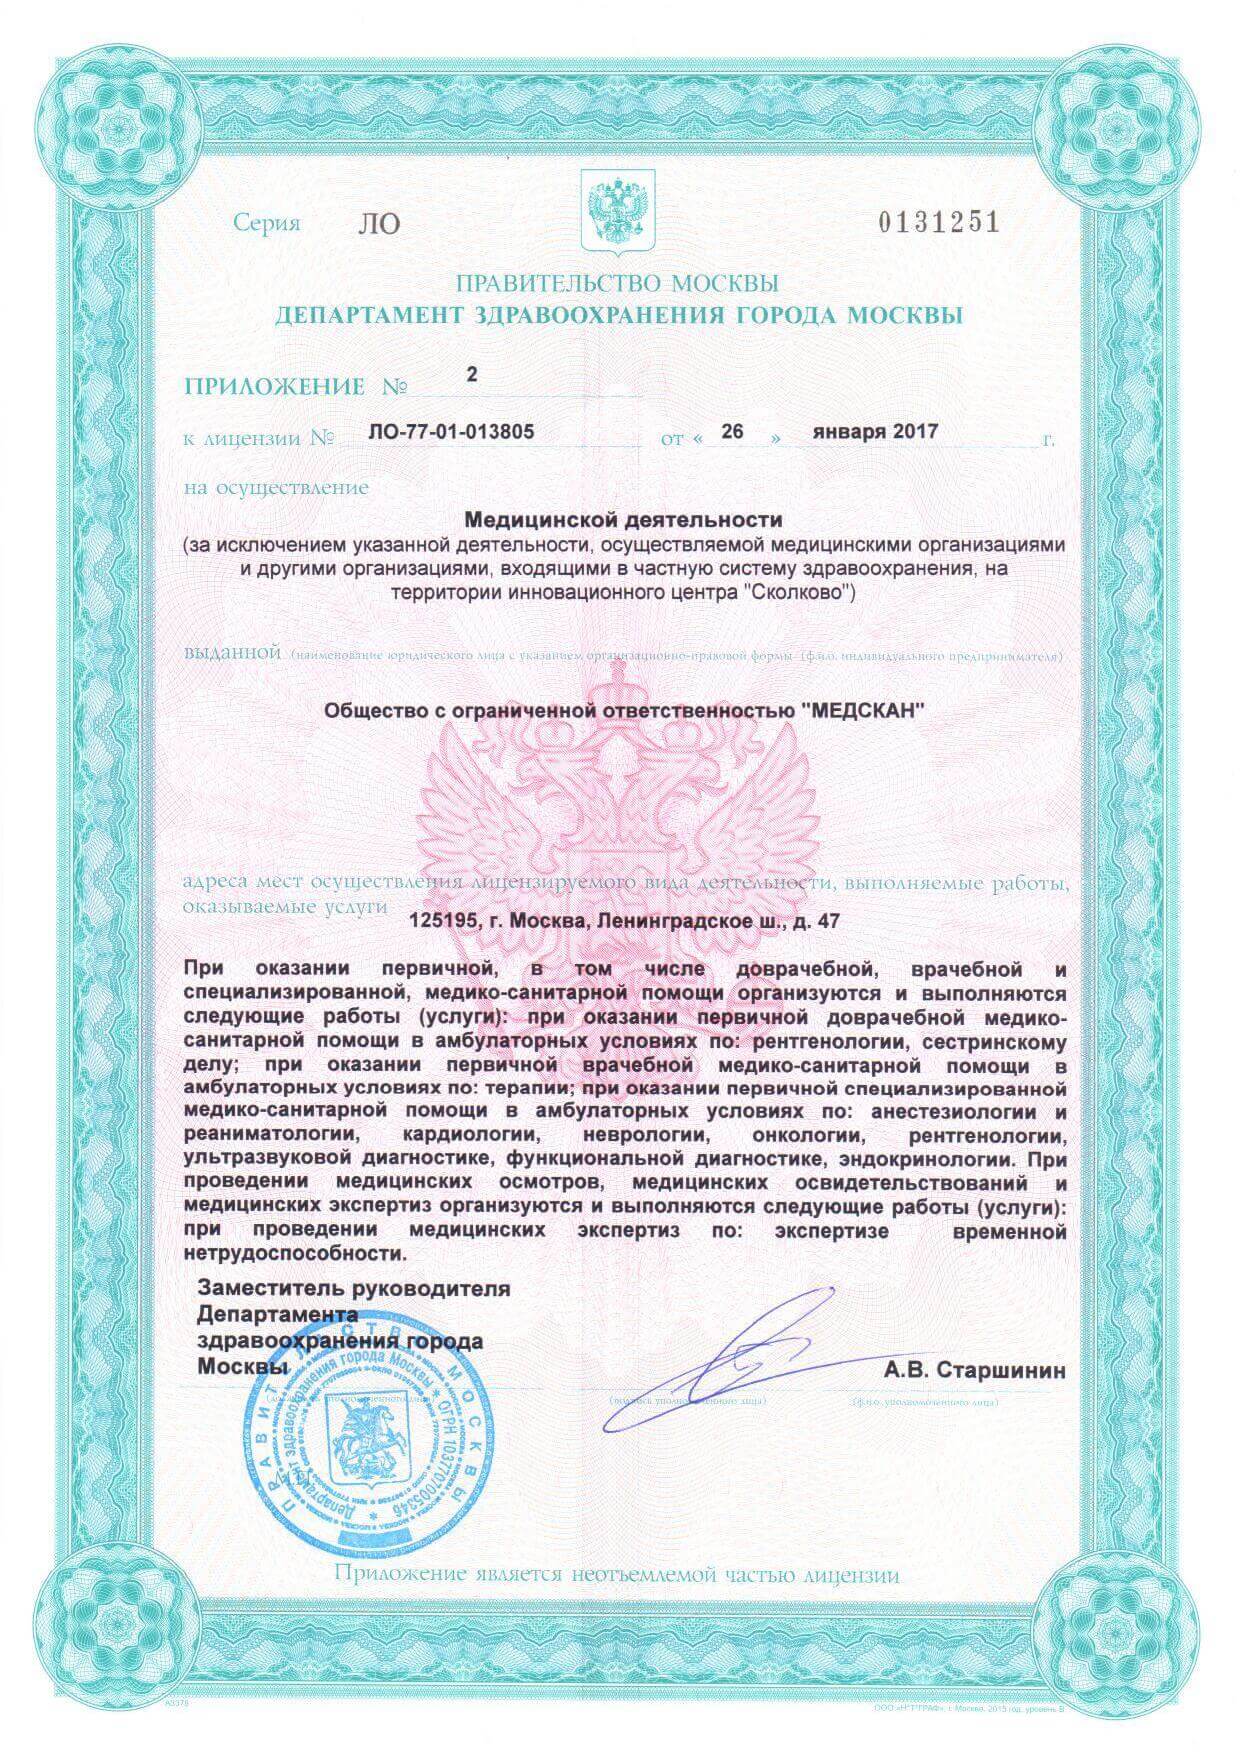 Серия ЛО 0131251
ПРАВИТЕЛЬСТВО МОСКВЫ
ДЕПАРТАМЕНТ ЗДРАВООХРАНЕНИЯ ГОРОДА МОСКВЫ
ПРИЛОЖЕНИЕ № 2
к лицензии № ЛО-77-01-013805 от « 26 » января 2017 г.
на осуществление
Медицинской деятельности
(за исключением указанной деятельности, осуществляемой медицинскими организациями
и другими организациями, входящими в частную систему здравоохранения, на
территории инновационного центра "Сколково")
выданной (наименование юридического лица с указанием организационно-правовой формы (ф.и.о. индивидуального предпринимателя)
Общество с ограниченной ответственностью "МЕДСКАН"
адреса мест осуществления лицензируемого вида деятельности, выполняемые работы,
оказываемые услуги
125195, г. Москва, Ленинградское ш., д. 47
При оказании первичной, в том числе доврачебной, врачебной и
специализированной, медико-санитарной помощи организуются и выполняются
следующие работы (услуги): при оказании первичной доврачебной медико-
санитарной помощи в амбулаторных условиях по: рентгенологии, сестринскому
делу; при оказании первичной врачебной медико-санитарной помощи в
амбулаторных условиях по: терапии; при оказании первичной специализированной
медико-санитарной помощи в амбулаторных условиях по: анестезиологии и
реаниматологии, кардиологии, неврологии, онкологии, рентгенологии,
ультразвуковой диагностике, функциональной диагностике, эндокринологии. При
проведении медицинских осмотров, медицинских освидетельствований и
медицинских экспертиз организуются и выполняются следующие работы (услуги):
при проведении медицинских экспертиз по: экспертизе временной
нетрудоспособности.
Заместитель руководителя
Департамента
здравоохранения города
Москвы
А.В. Старшинин
(подпись уполномоченного лица) (ф.и.о. уполномоченного лица)
ПРАВИТЕЛЬСТВО МОСКВЫ
Департамент здравоохранения города Москвы * ОГРН 1037707005346 *
Приложение является неотъемлемой частью лицензии
А3378
ООО «Н*Т*ГРАФ», г. Москва, 2015 год, уровень В